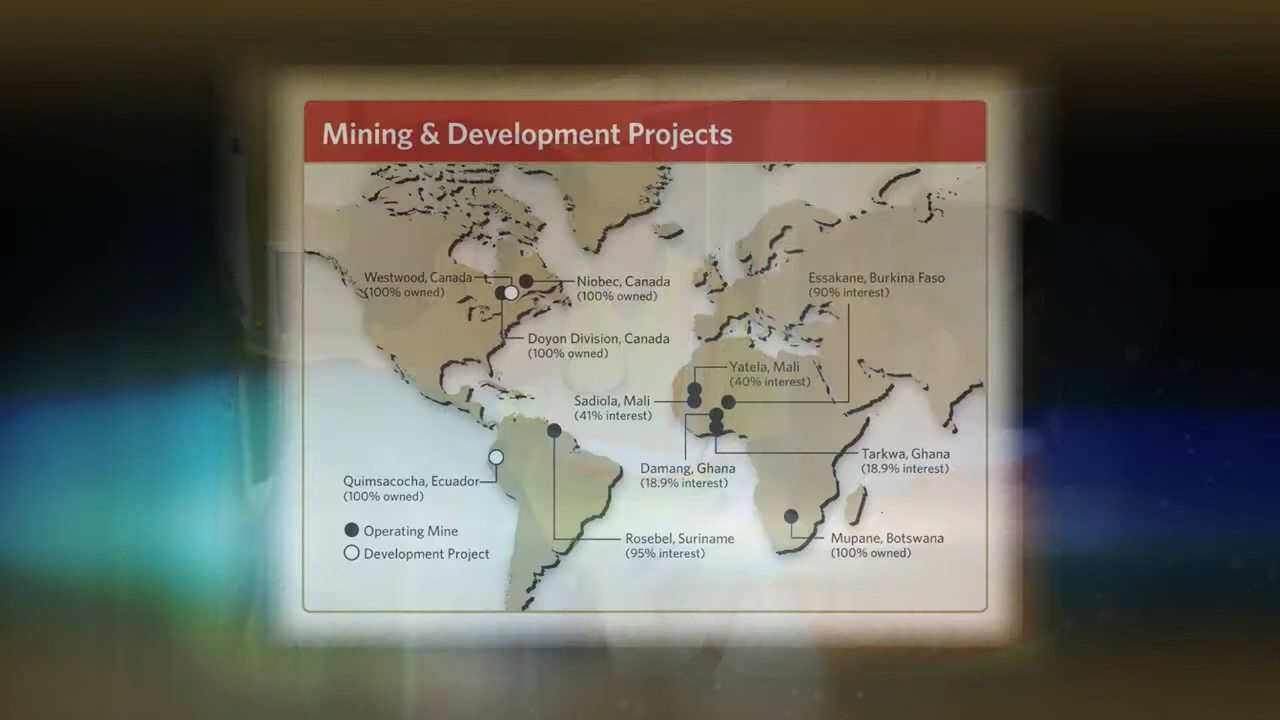 Mining & Development Projects
Westwood, Canada
(100% owned)
Niobec, Canada
(100% owned)
Essakane, Burkina Faso
(90% interest)
Doyon Division, Canada
(100% owned)
Yatela, Mali
(40% interest)
Sadiola, Mali
(41% interest)
Damang, Ghana
(18.9% interest)
Tarkwa, Ghana
(18.9% interest)
Quimsacocha, Ecuador
(100% owned)
Operating Mine
Development Project
Rosebel, Suriname
(95% interest)
Mupane, Botswana
(100% owned)